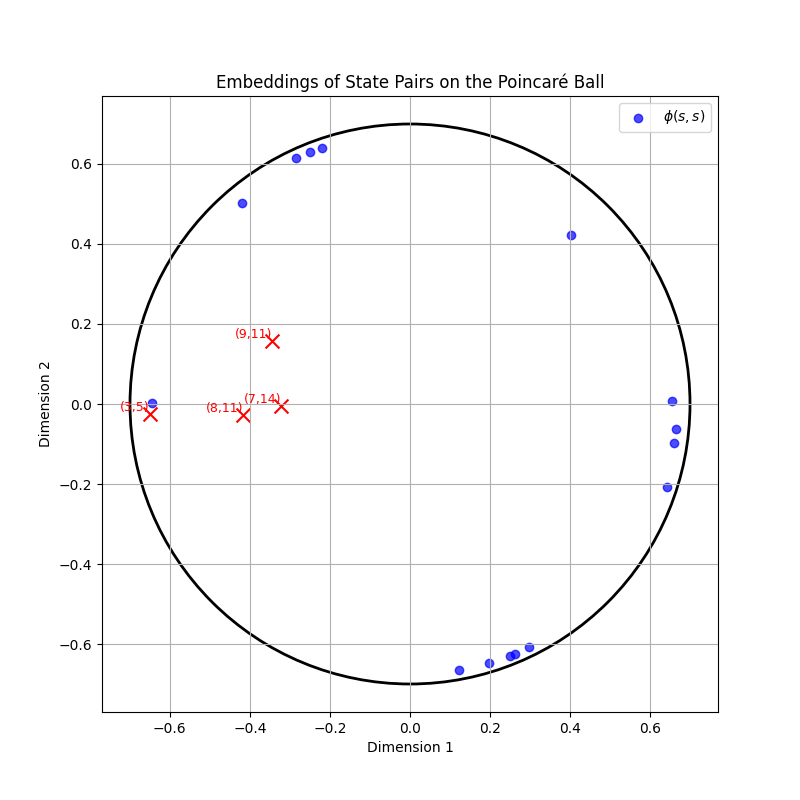 Embeddings of State Pairs on the Poincaré Ball
ϕ(s, s)
0.6
0.4
0.2
0.0
−0.2
−0.4
−0.6
Dimension 2
(9,11)
(7,14)
(3,5)
(8,11)
−0.6 −0.4 −0.2 0.0 0.2 0.4 0.6
Dimension 1